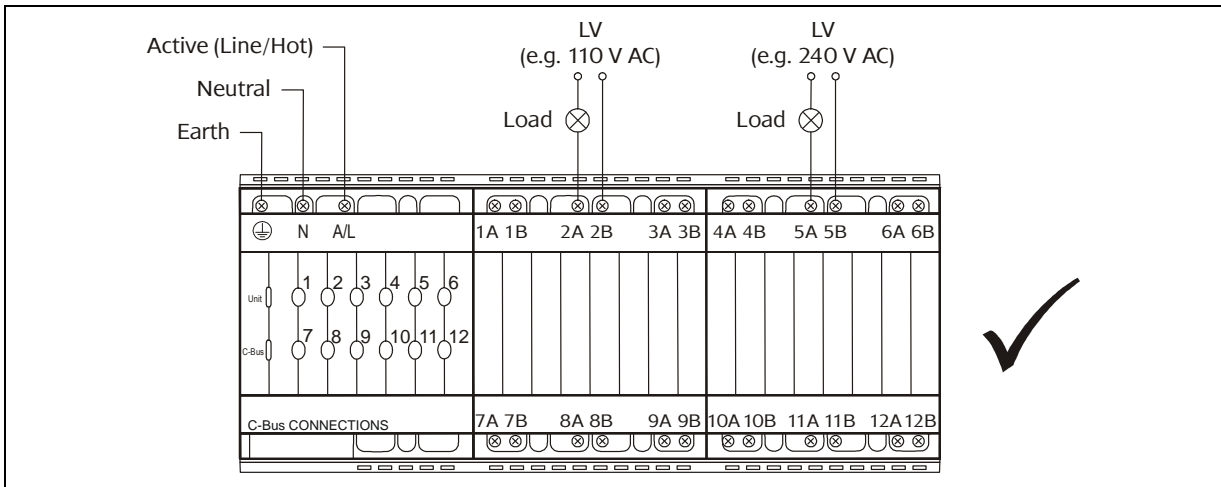 LV
(e.g. 110 V AC)
LV
(e.g. 240 V AC)
Active (Line/Hot)
Neutral
Earth
Load
Load
N A/L
1A 1B 2A 2B 3A 3B 4A 4B 5A 5B 6A 6B
Unit
1 2 3 4 5 6
C-Bus
7 8 9 10 11 12
C-Bus CONNECTIONS
7A 7B 8A 8B 9A 9B 10A 10B 11A 11B 12A 12B